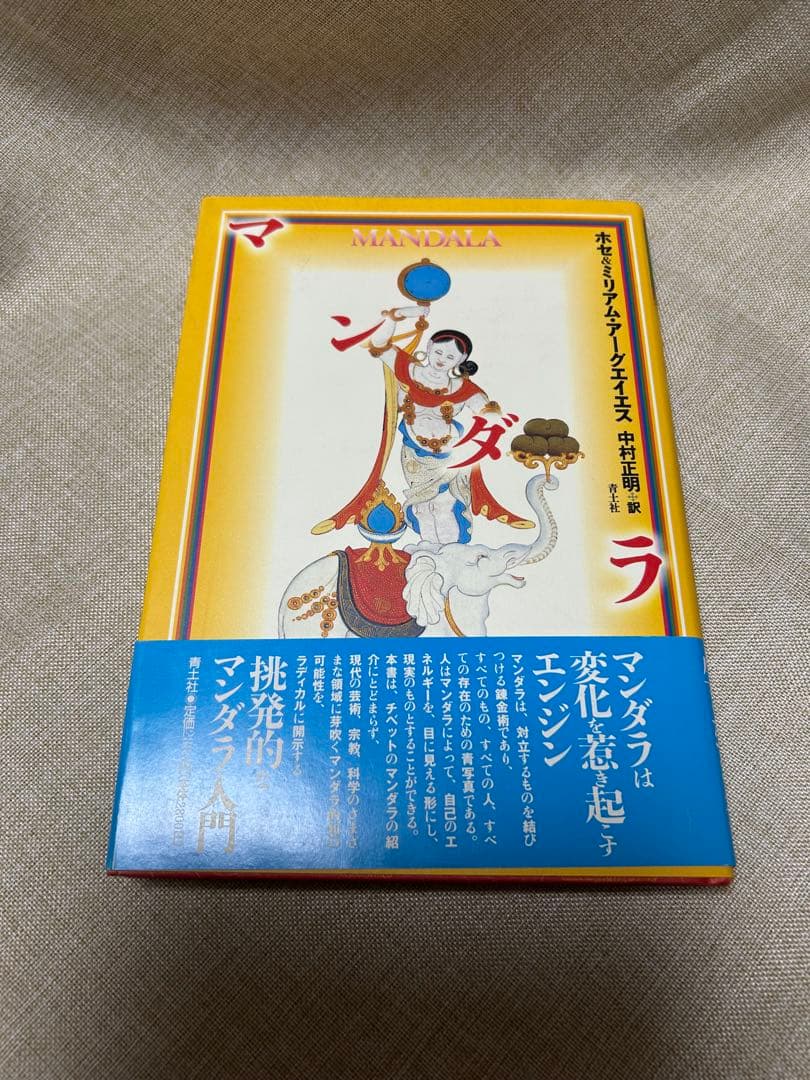 マンダラ
MANDALA
ホセ&ミリアム・アーグエイエス
中村正明+訳
青土社
マンダラは
変化を惹き起こす
エンジン
マンダラは、対立するものを結び
つける錬金術であり、
すべてのもの、すべての人、すべ
ての存在のための青写真である。
人はマンダラによって、自己のエ
ネルギーを、目に見える形にし、
現実のものとすることができる。
本書は、チベットのマンダラの紹
介にとどまらず、
現代の芸術、宗教、科学のさまざ
まな領域に芽吹くマンダラ的
可能性を、
ラディカルに開示する
挑発的な
マンダラ入門
青土社●定価